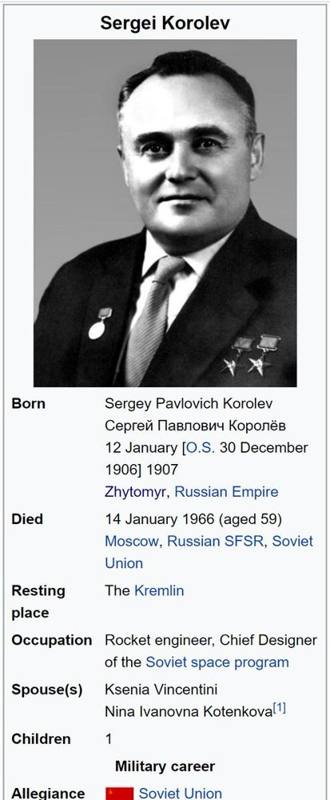 Sergei Korolev
Born
Sergey Pavlovich Korolev
Сергей Павлович Королёв
12 January [O.S. 30 December
1906] 1907
Zhytomyr, Russian Empire
Died
14 January 1966 (aged 59)
Moscow, Russian SFSR, Soviet
Union
Resting
place
The Kremlin
Occupation
Rocket engineer, Chief Designer
of the Soviet space program
Spouse(s)
Ksenia Vincentini
Nina Ivanovna Kotenkova[1]
Children
1
Military career
Allegiance
Soviet Union